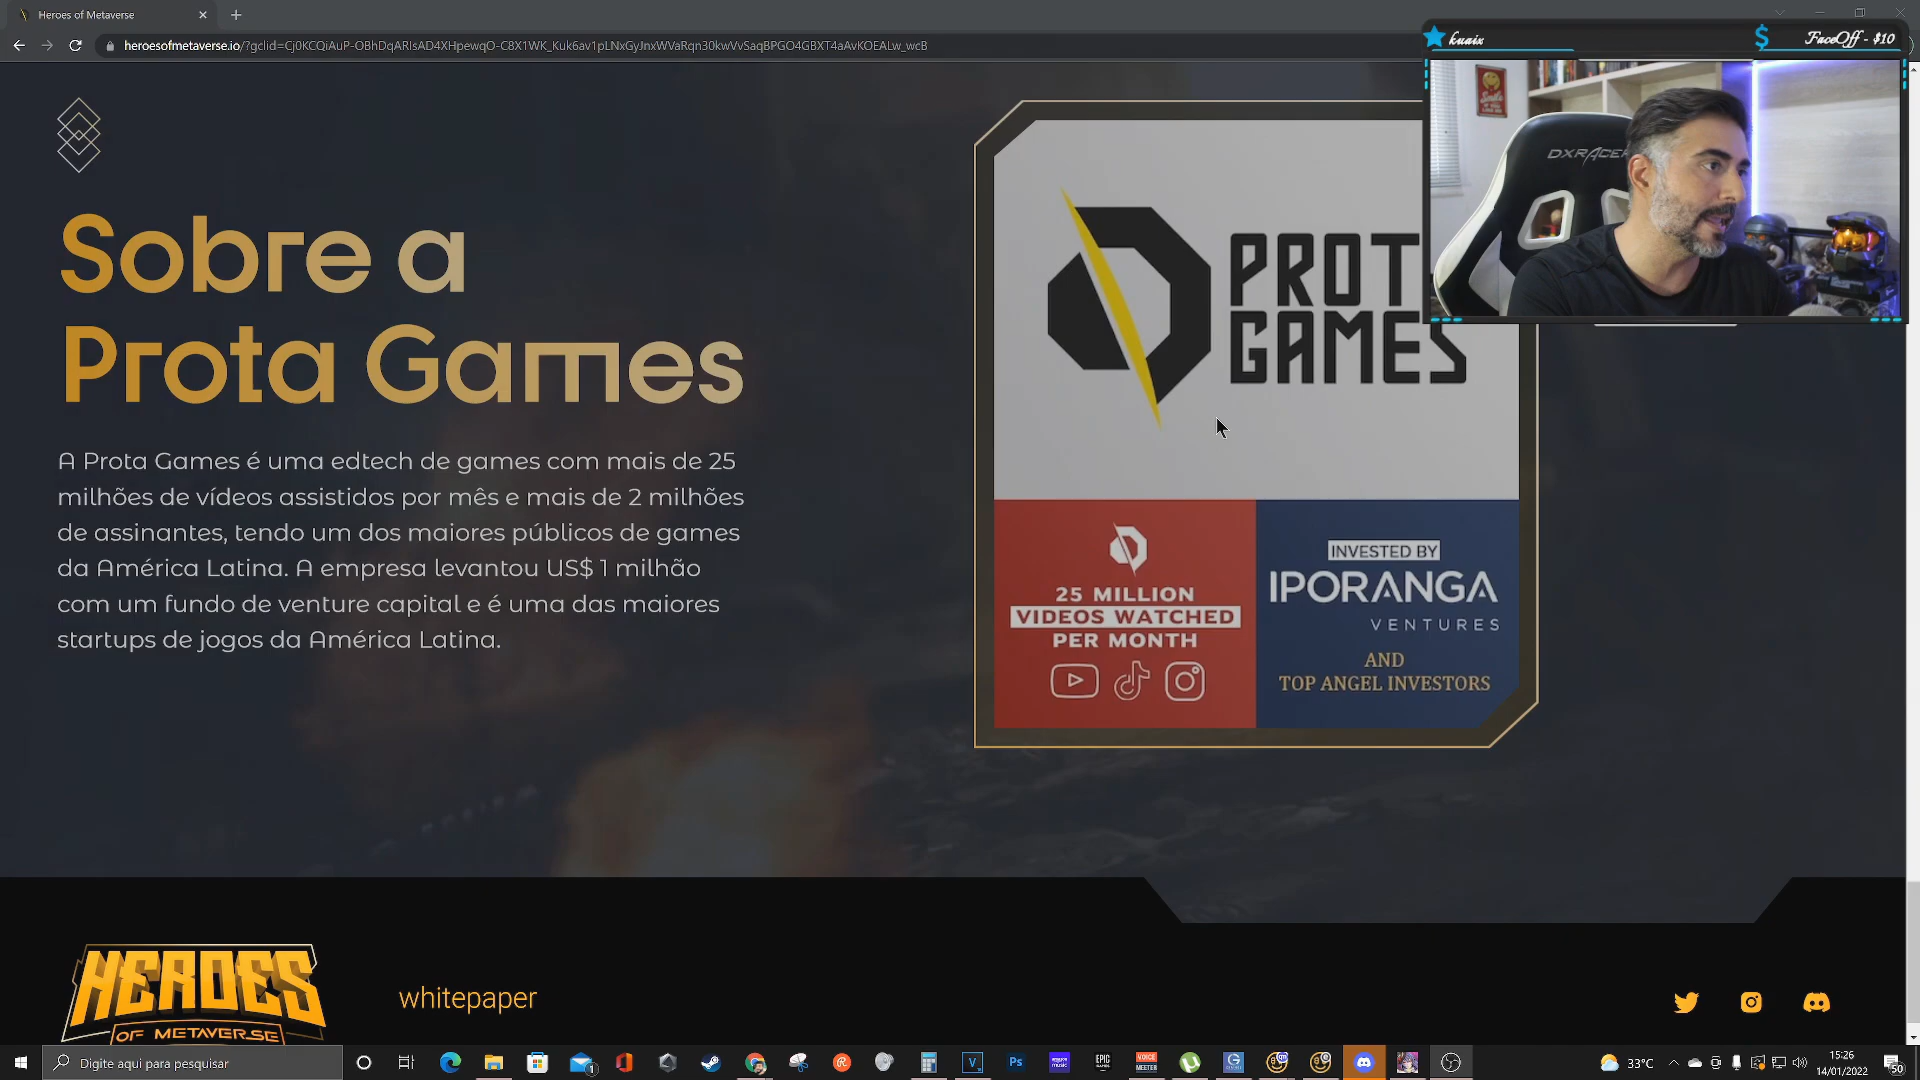 Heroes of Metaverse
heroesofmetaverse.io/?gclid=Cj0KCQiAuP-OBhDqARIsAD4XHpewqO-C8X1WK_Kuk6av1pLNxGyJnxWVaRqn30kwWvSaqBPGO4GBXT4aAvKOEALw_wcB
kuaix
FaceOff - $10
DXRACER
Sobre a
Prota Games
A Prota Games é uma edtech de games com mais de 25
milhões de vídeos assistidos por mês e mais de 2 milhões
de assinantes, tendo um dos maiores públicos de games
da América Latina. A empresa levantou US$ 1 milhão
com um fundo de venture capital e é uma das maiores
startups de jogos da América Latina.
PROT
GAMES
25 MILLION
VIDEOS WATCHED
PER MONTH
INVESTED BY
IPORANGA
VENTURES
AND
TOP ANGEL INVESTORS
HEROES
OF METAVERSE
whitepaper
Digite aqui para pesquisar
33°C
15:26
14/01/2022
50